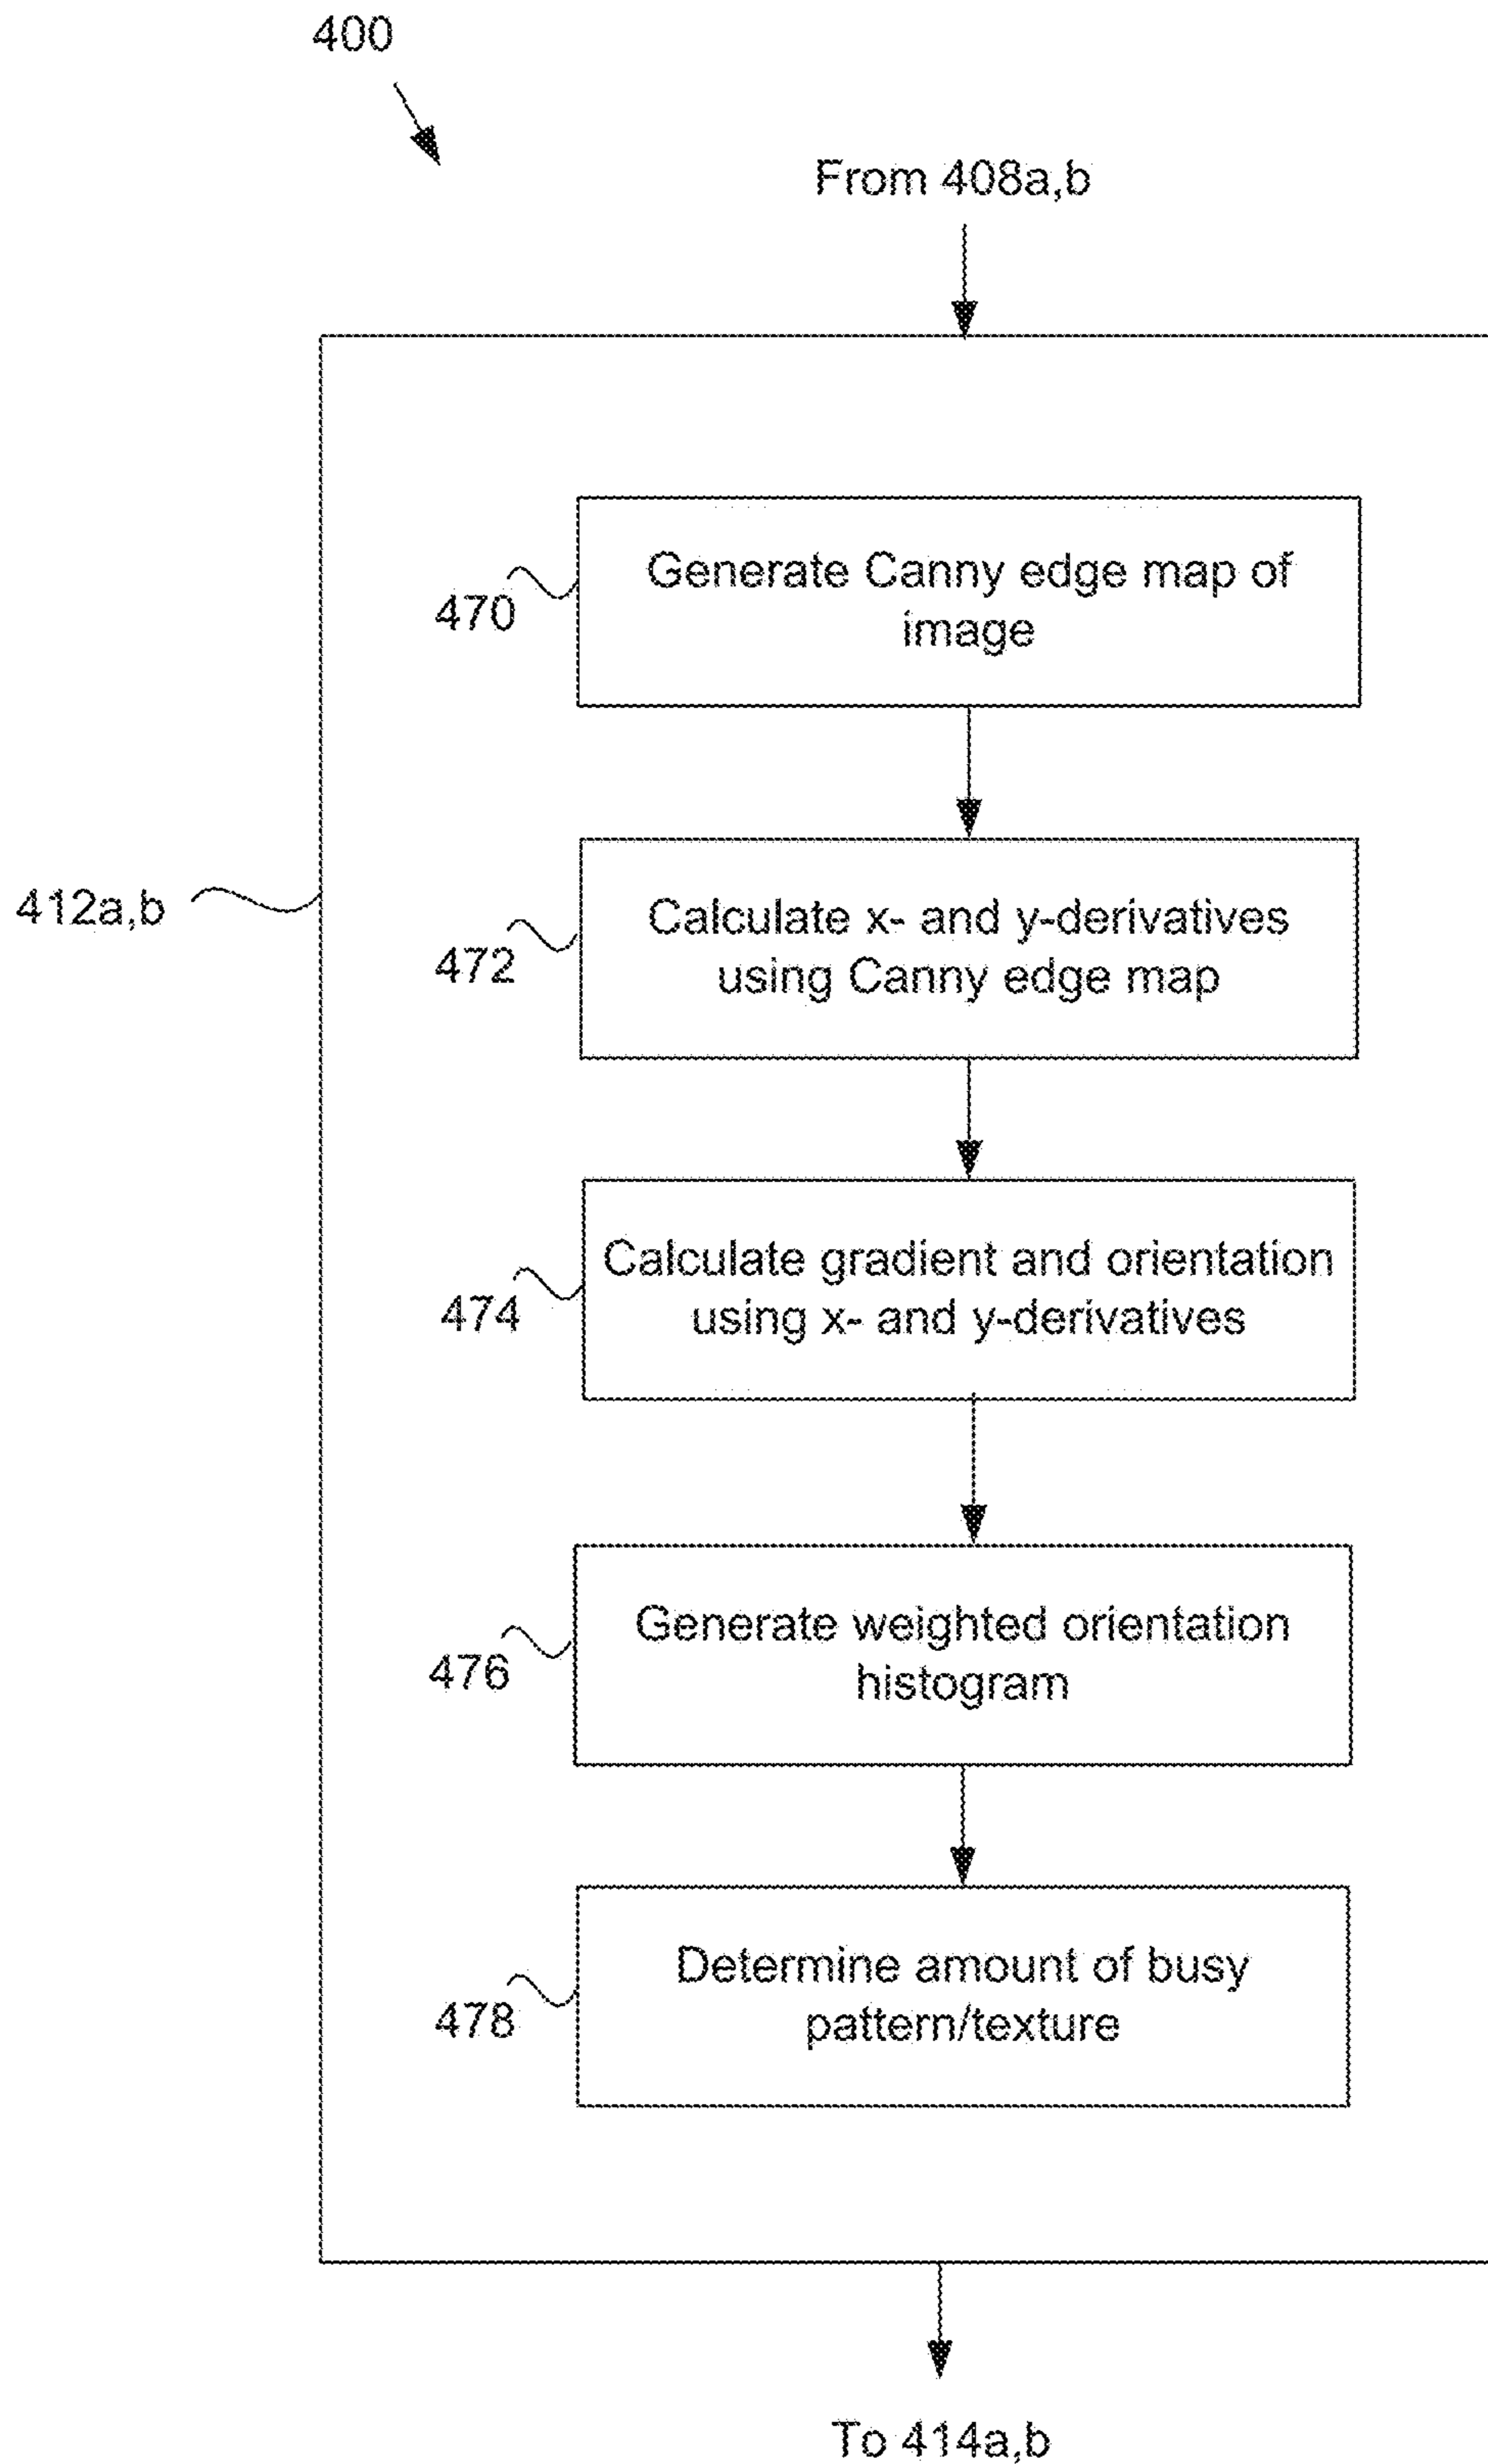 400
From 408a,b
Generate Canny edge map of
image
470
412a,b
Calculate x- and y-derivatives
using Canny edge map
472
Calculate gradient and orientation
using x- and y-derivatives
474
Generate weighted orientation
histogram
476
Determine amount of busy
pattern/texture
478
To 414a,b